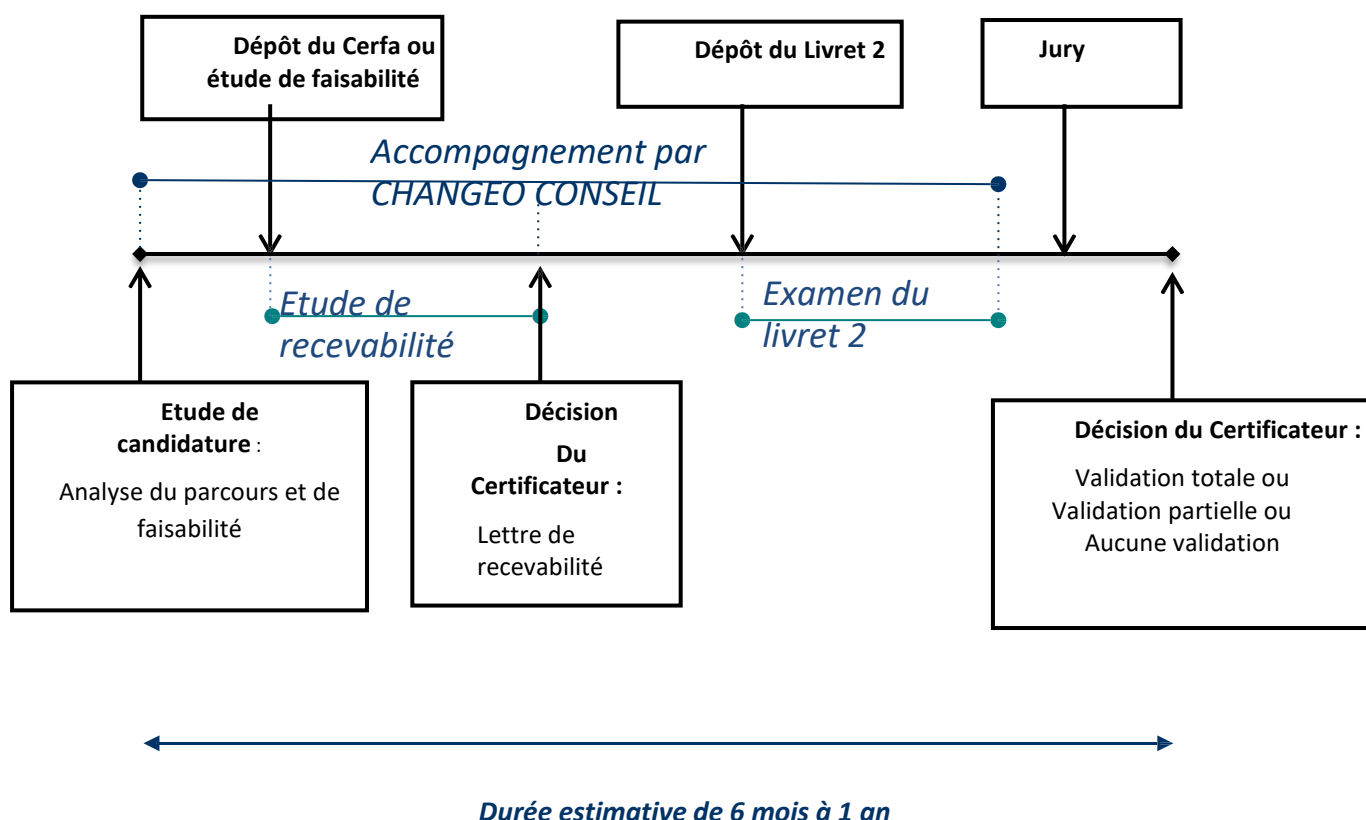 Dépôt du Cerfa ou
étude de faisabilité
Dépôt du Livret 2
Jury
Accompagnement par
CHANGEO CONSEIL
Etude de
recevabilité
Examen du
livret 2
Etude de
candidature :
Analyse du parcours et de
faisabilité
Décision
Du
Certificateur :
Lettre de
recevabilité
Décision du Certificateur :
Validation totale ou
Validation partielle ou
Aucune validation
Durée estimative de 6 mois à 1 an